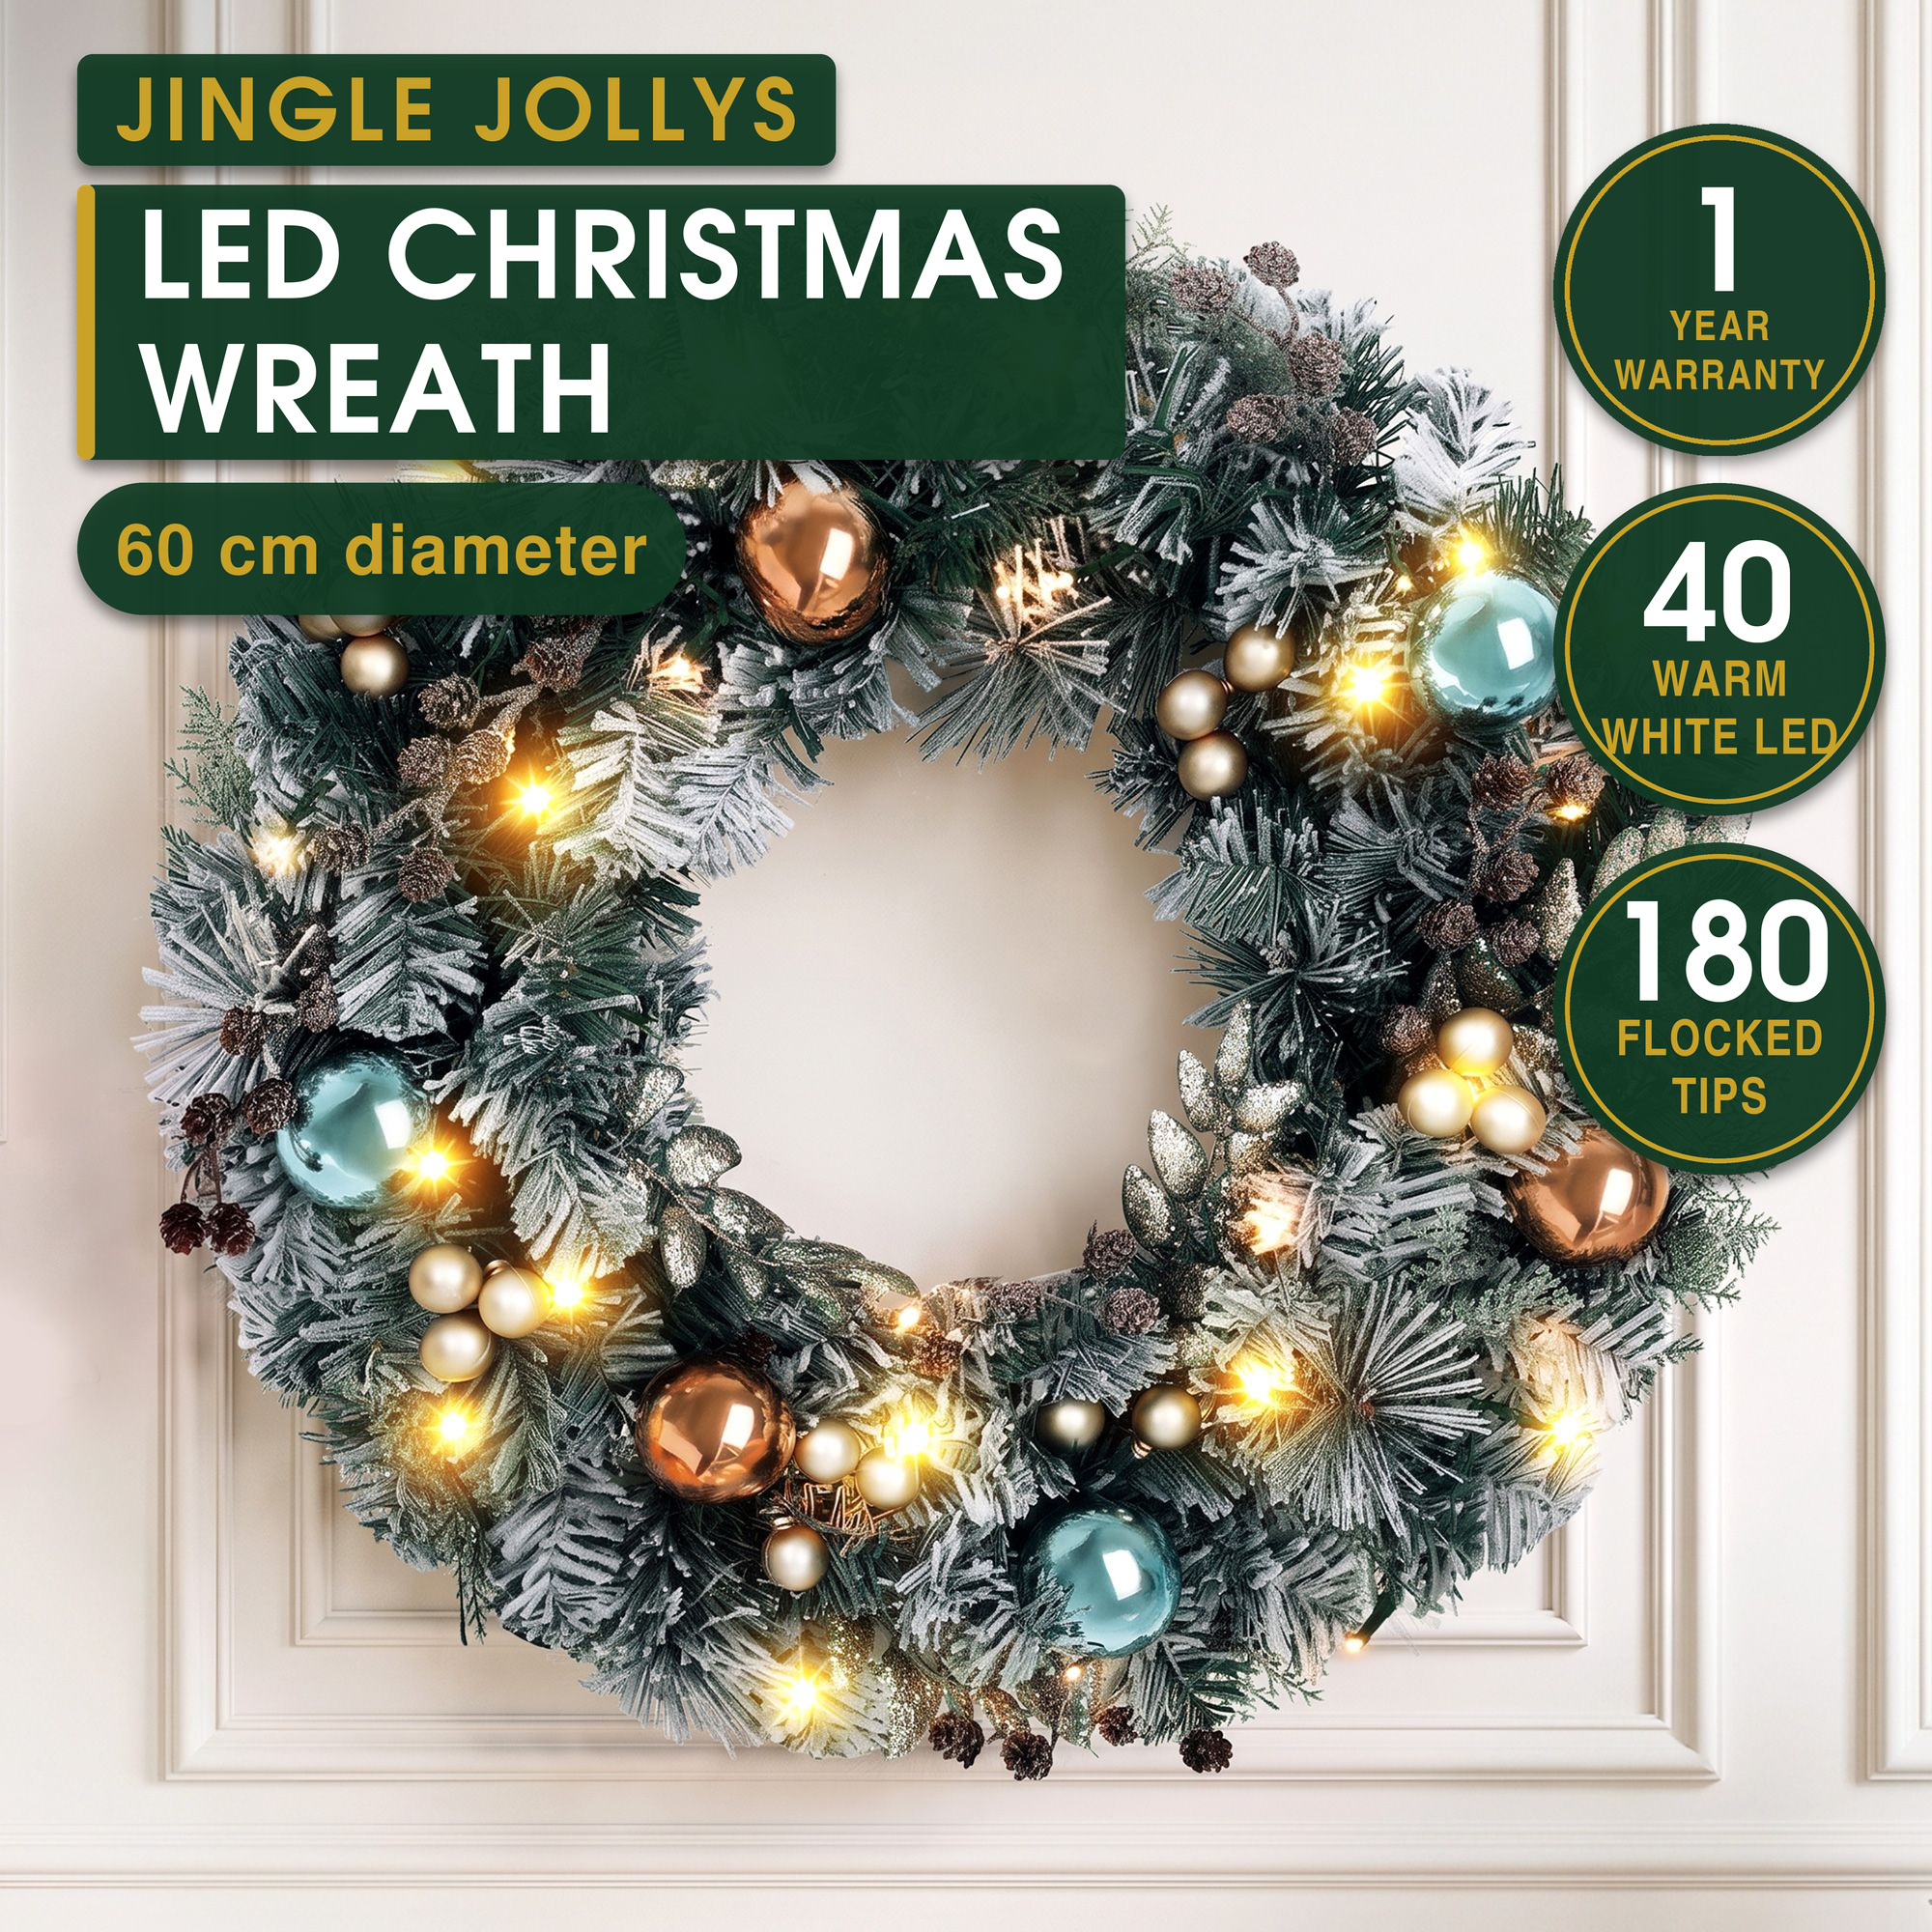 JINGLE JOLLYS
LED CHRISTMAS
WREATH
60 cm diameter
1
YEAR
WARRANTY
40
WARM
WHITE LED
180
FLOCKED
TIPS